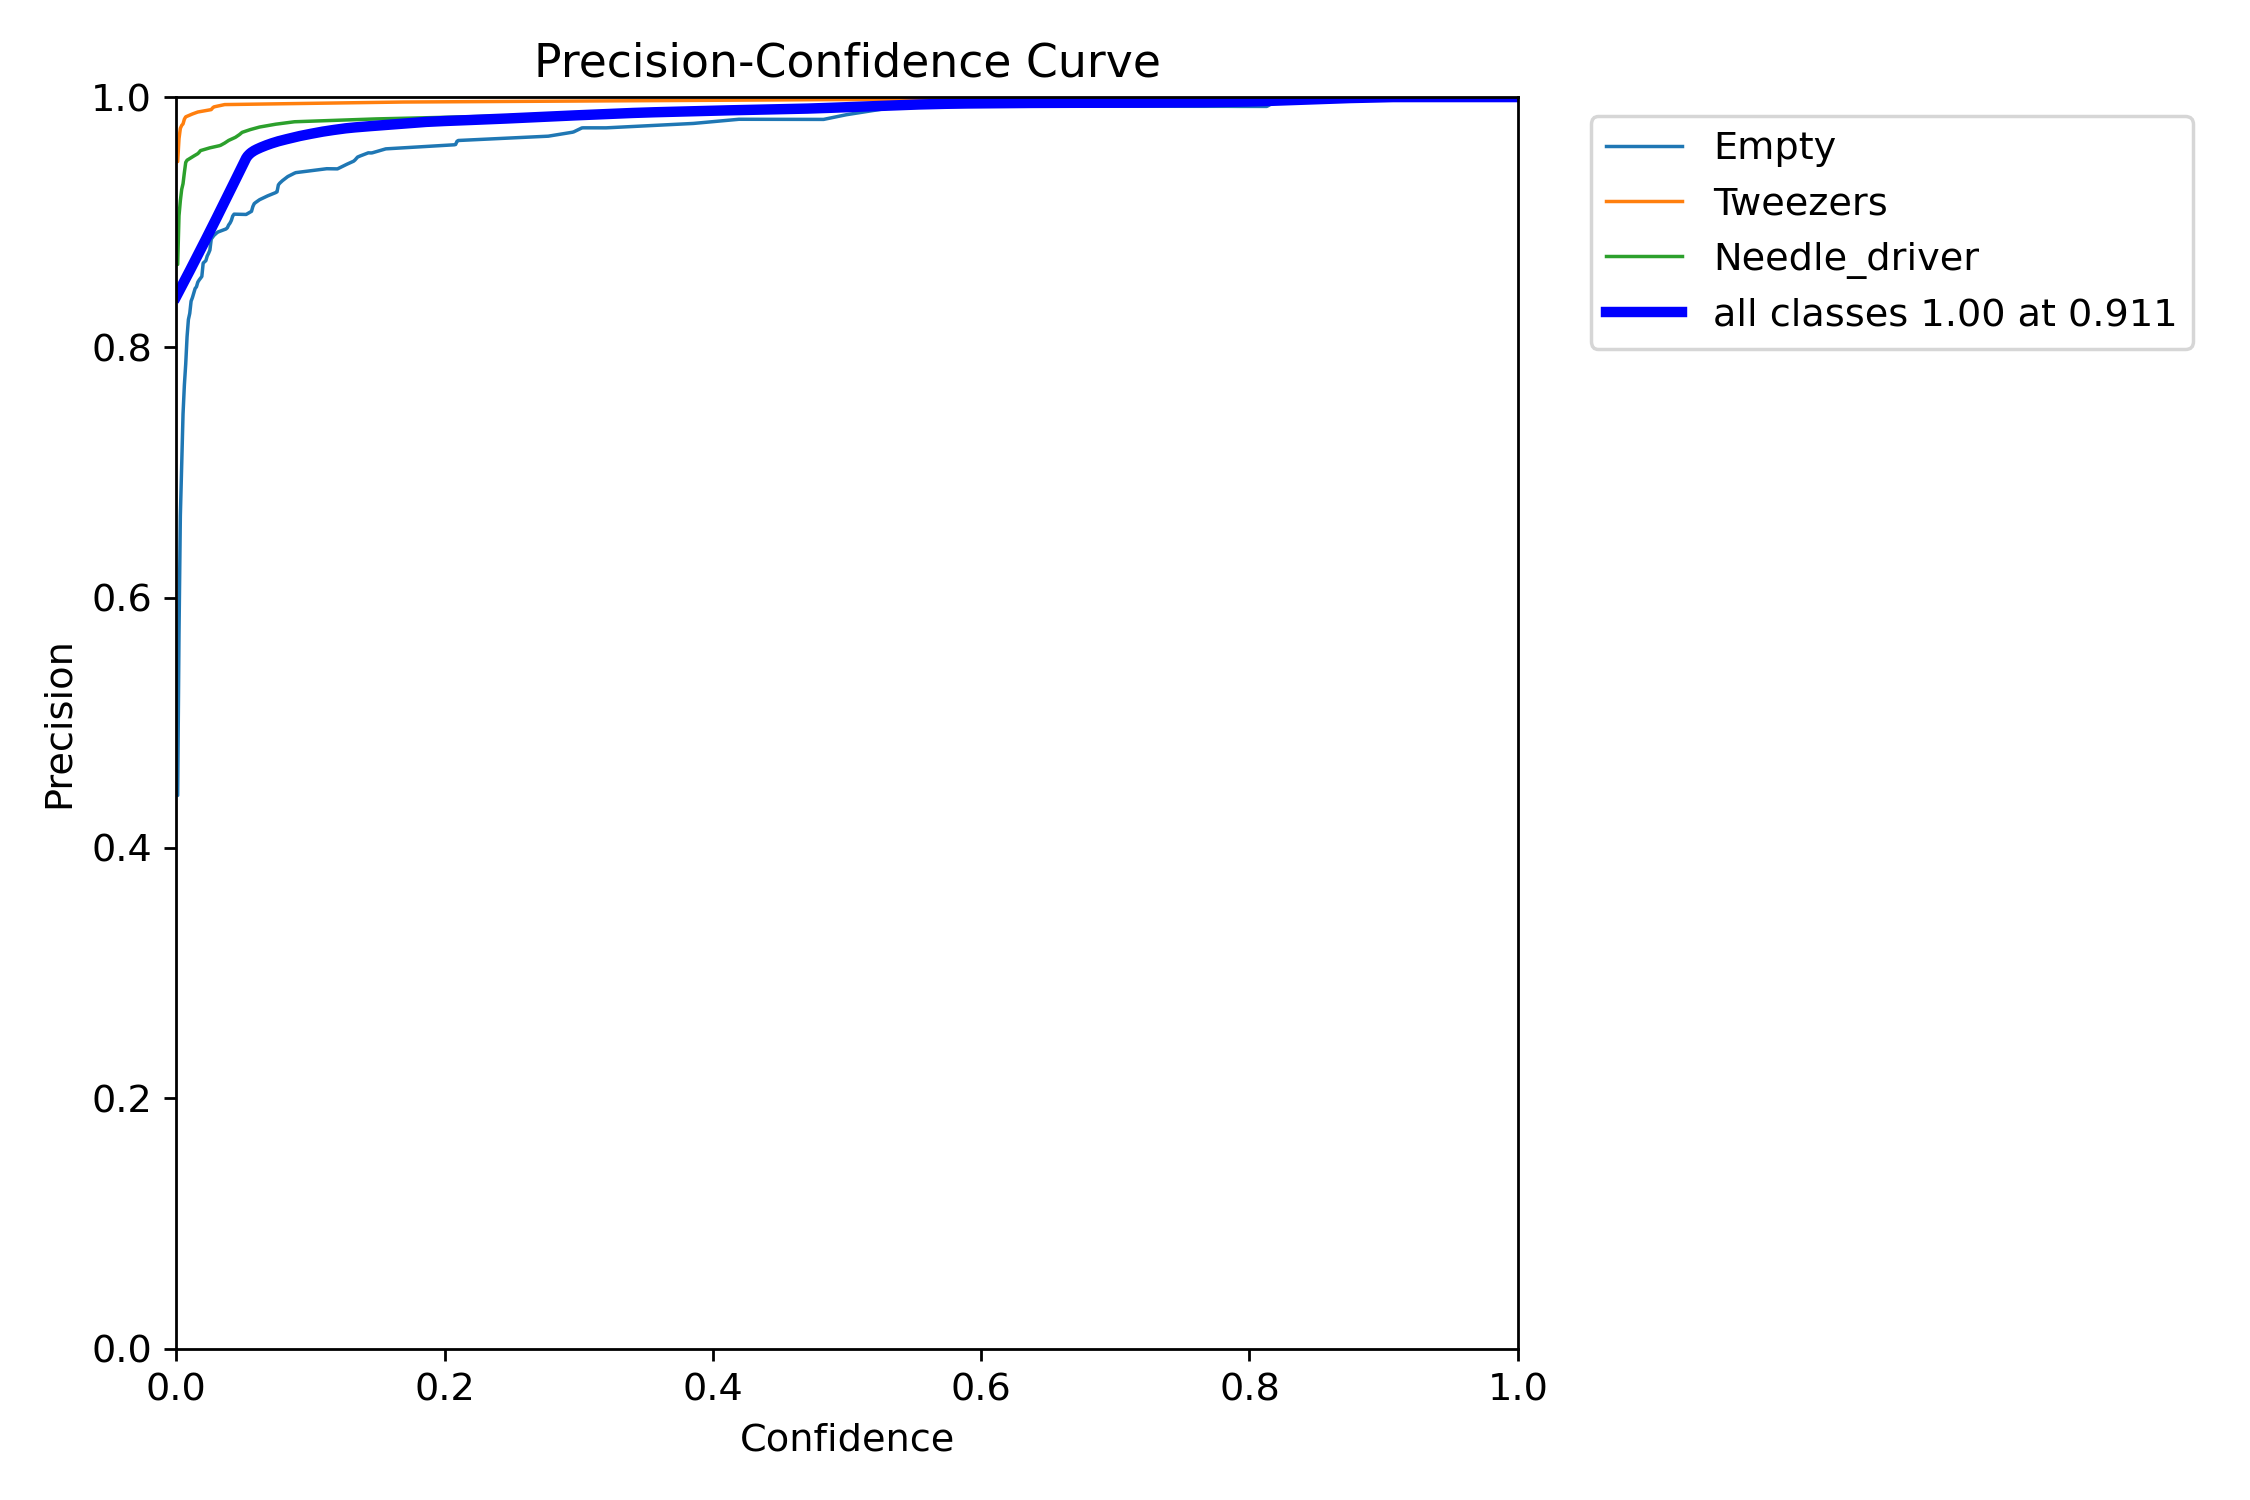 Precision-Confidence Curve
1.0
0.8
0.6
0.4
0.2
0.0
Precision
0.0 0.2 0.4 0.6 0.8 1.0
Confidence
Empty
Tweezers
Needle_driver
all classes 1.00 at 0.911